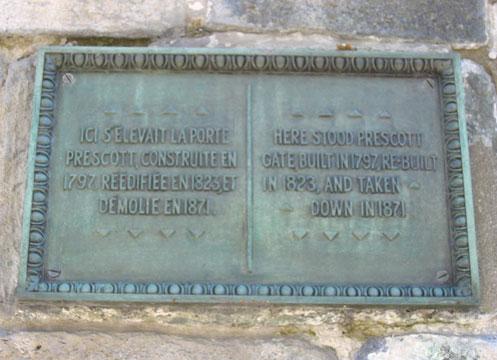 ICI S'ÉLEVAIT LA PORTE
PRESCOTT, CONSTRUITE EN
1797, RÉÉDIFIÉE EN 1823, ET
DÉMOLIE EN 1871.
HERE STOOD PRESCOTT
GATE, BUILT IN 1797, RE-BUILT
IN 1823, AND TAKEN
DOWN IN 1871